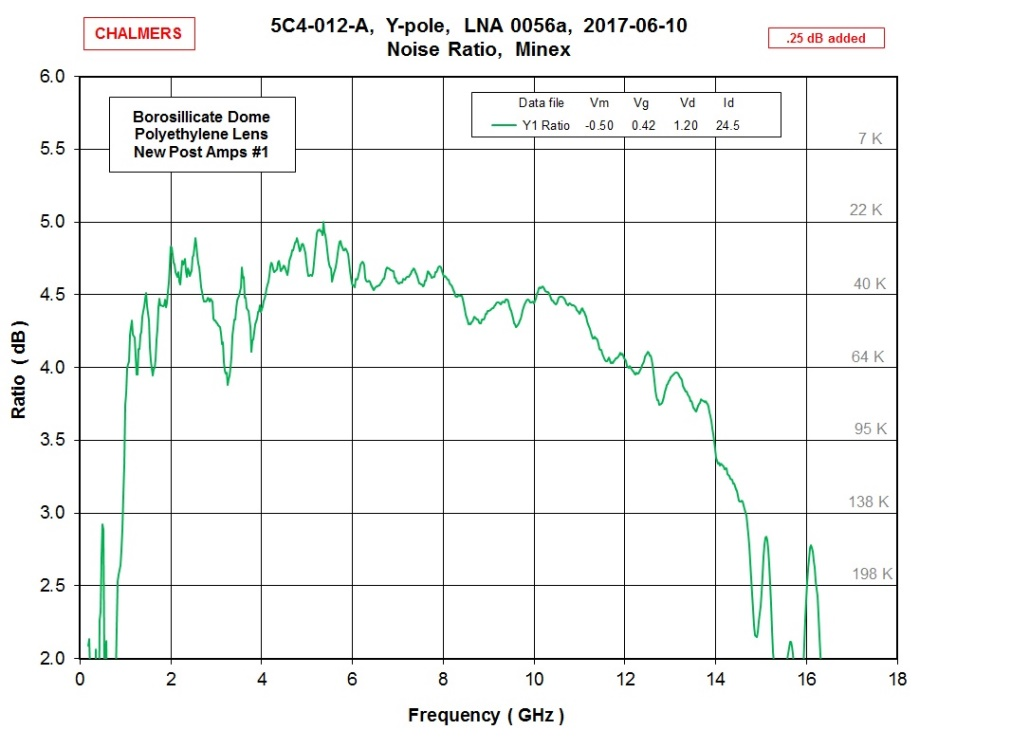 CHALMERS
5C4-012-A, Y-pole, LNA 0056a, 2017-06-10
Noise Ratio, Minex
.25 dB added
Borosillicate Dome
Polyethylene Lens
New Post Amps #1
Data file Vm Vg Vd Id
Y1 Ratio -0.50 0.42 1.20 24.5
6.0
5.5
5.0
4.5
4.0
3.5
3.0
2.5
2.0
7 K
22 K
40 K
64 K
95 K
138 K
198 K
Ratio ( dB )
0 2 4 6 8 10 12 14 16 18
Frequency ( GHz )